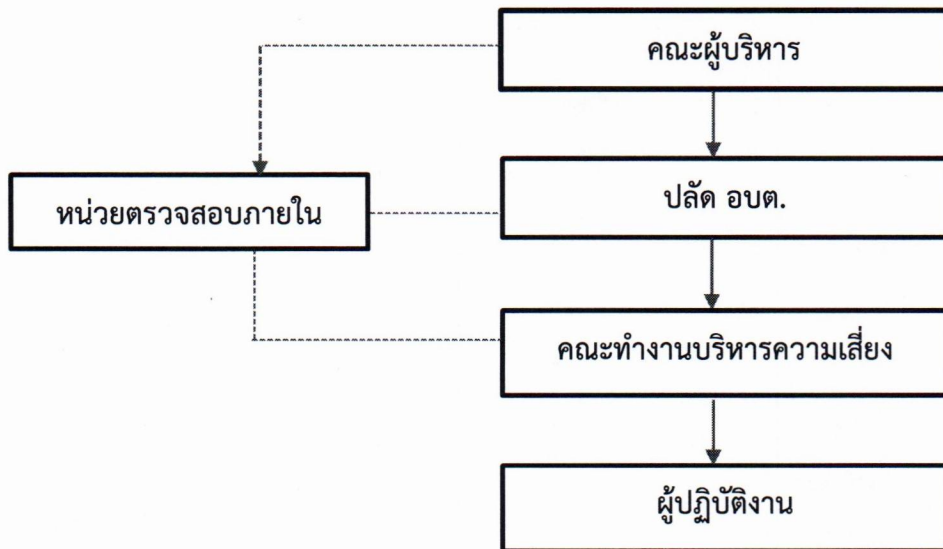 คณะผู้บริหาร
ปลัด อบต.
หน่วยตรวจสอบภายใน
คณะทำงานบริหารความเสี่ยง
ผู้ปฏิบัติงาน